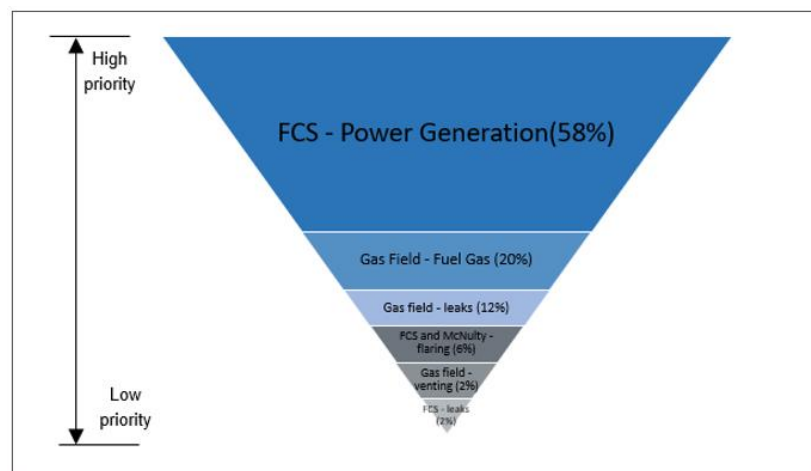 High
priority
FCS - Power Generation(58%)
Gas Field - Fuel Gas (20%)
Gas field - leaks (12%)
FCS and McNulty -
flaring (6%)
Gas field -
venting (2%)
Low
priority
FCS - leaks
(2%)